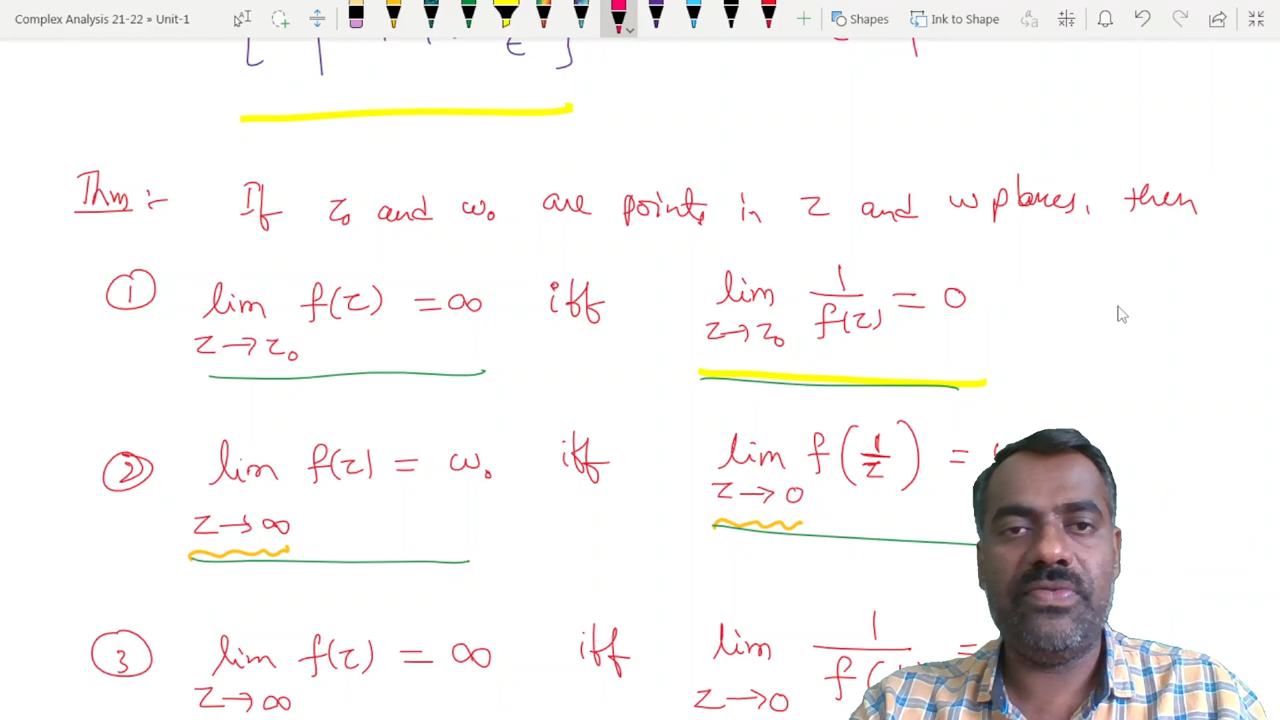 Complex Analysis 21-22 » Unit-1
Shapes
Ink to Shape
Thm :- If z₀ and w₀ are points in z and w planes, then
① lim z→z₀ f(z) = ∞ iff lim z→z₀ 1/f(z) = 0
② lim z→∞ f(z) = w₀ iff lim z→0 f(1/z) =
③ lim z→∞ f(z) = ∞ iff lim z→0 1/f( =